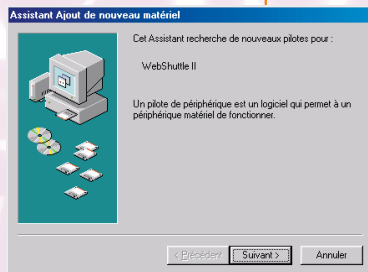 Assistant Ajout de nouveau matériel
Cet Assistant recherche de nouveaux pilotes pour :
WebShuttle II
Un pilote de périphérique est un logiciel qui permet à un
périphérique matériel de fonctionner.
< Précédent Suivant > Annuler